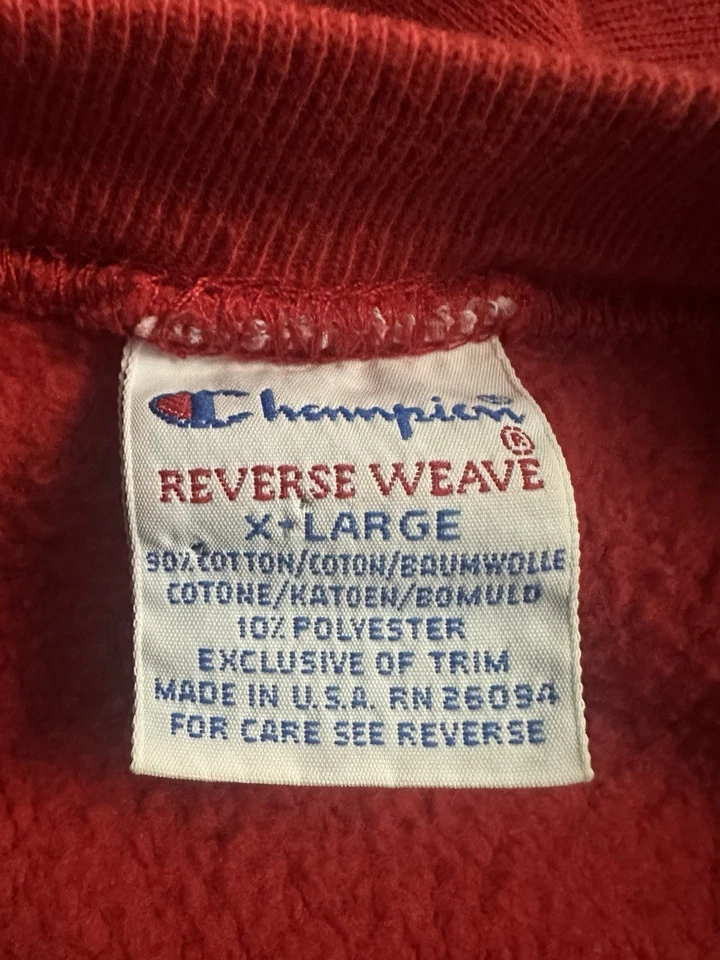 Champion
®
REVERSE WEAVE
X-LARGE
90% COTTON/COTON/BAUMWOLLE
COTONE/KATOEN/BOMULD
10% POLYESTER
EXCLUSIVE OF TRIM
MADE IN U.S.A. RN 26094
FOR CARE SEE REVERSE